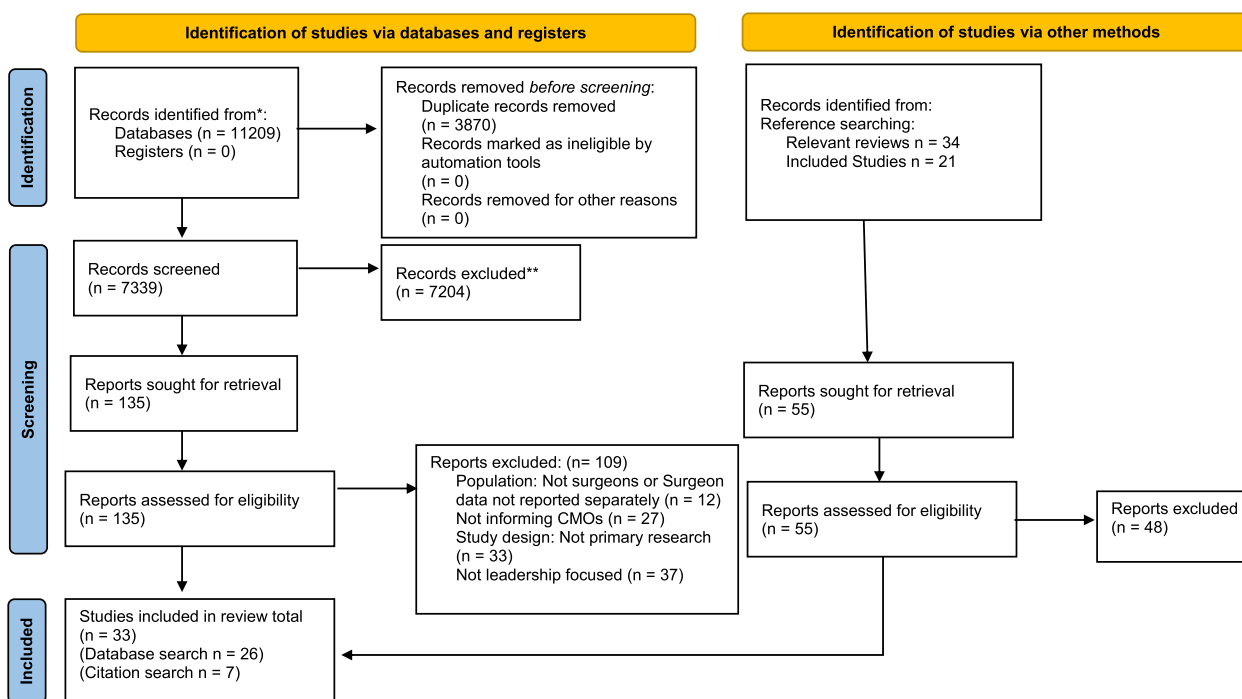 Identification of studies via databases and registers
Identification of studies via other methods
Identification
Records identified from*:
Databases (n = 11209)
Registers (n = 0)
Records removed before screening:
Duplicate records removed
(n = 3870)
Records marked as ineligible by
automation tools
(n = 0)
Records removed for other reasons
(n = 0)
Records identified from:
Reference searching:
Relevant reviews n = 34
Included Studies n = 21
Screening
Records screened
(n = 7339)
Records excluded**
(n = 7204)
Reports sought for retrieval
(n = 135)
Reports sought for retrieval
(n = 55)
Reports assessed for eligibility
(n = 135)
Reports excluded: (n= 109)
Population: Not surgeons or Surgeon
data not reported separately (n = 12)
Not informing CMOs (n = 27)
Study design: Not primary research
(n = 33)
Not leadership focused (n = 37)
Reports assessed for eligibility
(n = 55)
Reports excluded
(n = 48)
Included
Studies included in review total
(n = 33)
(Database search n = 26)
(Citation search n = 7)